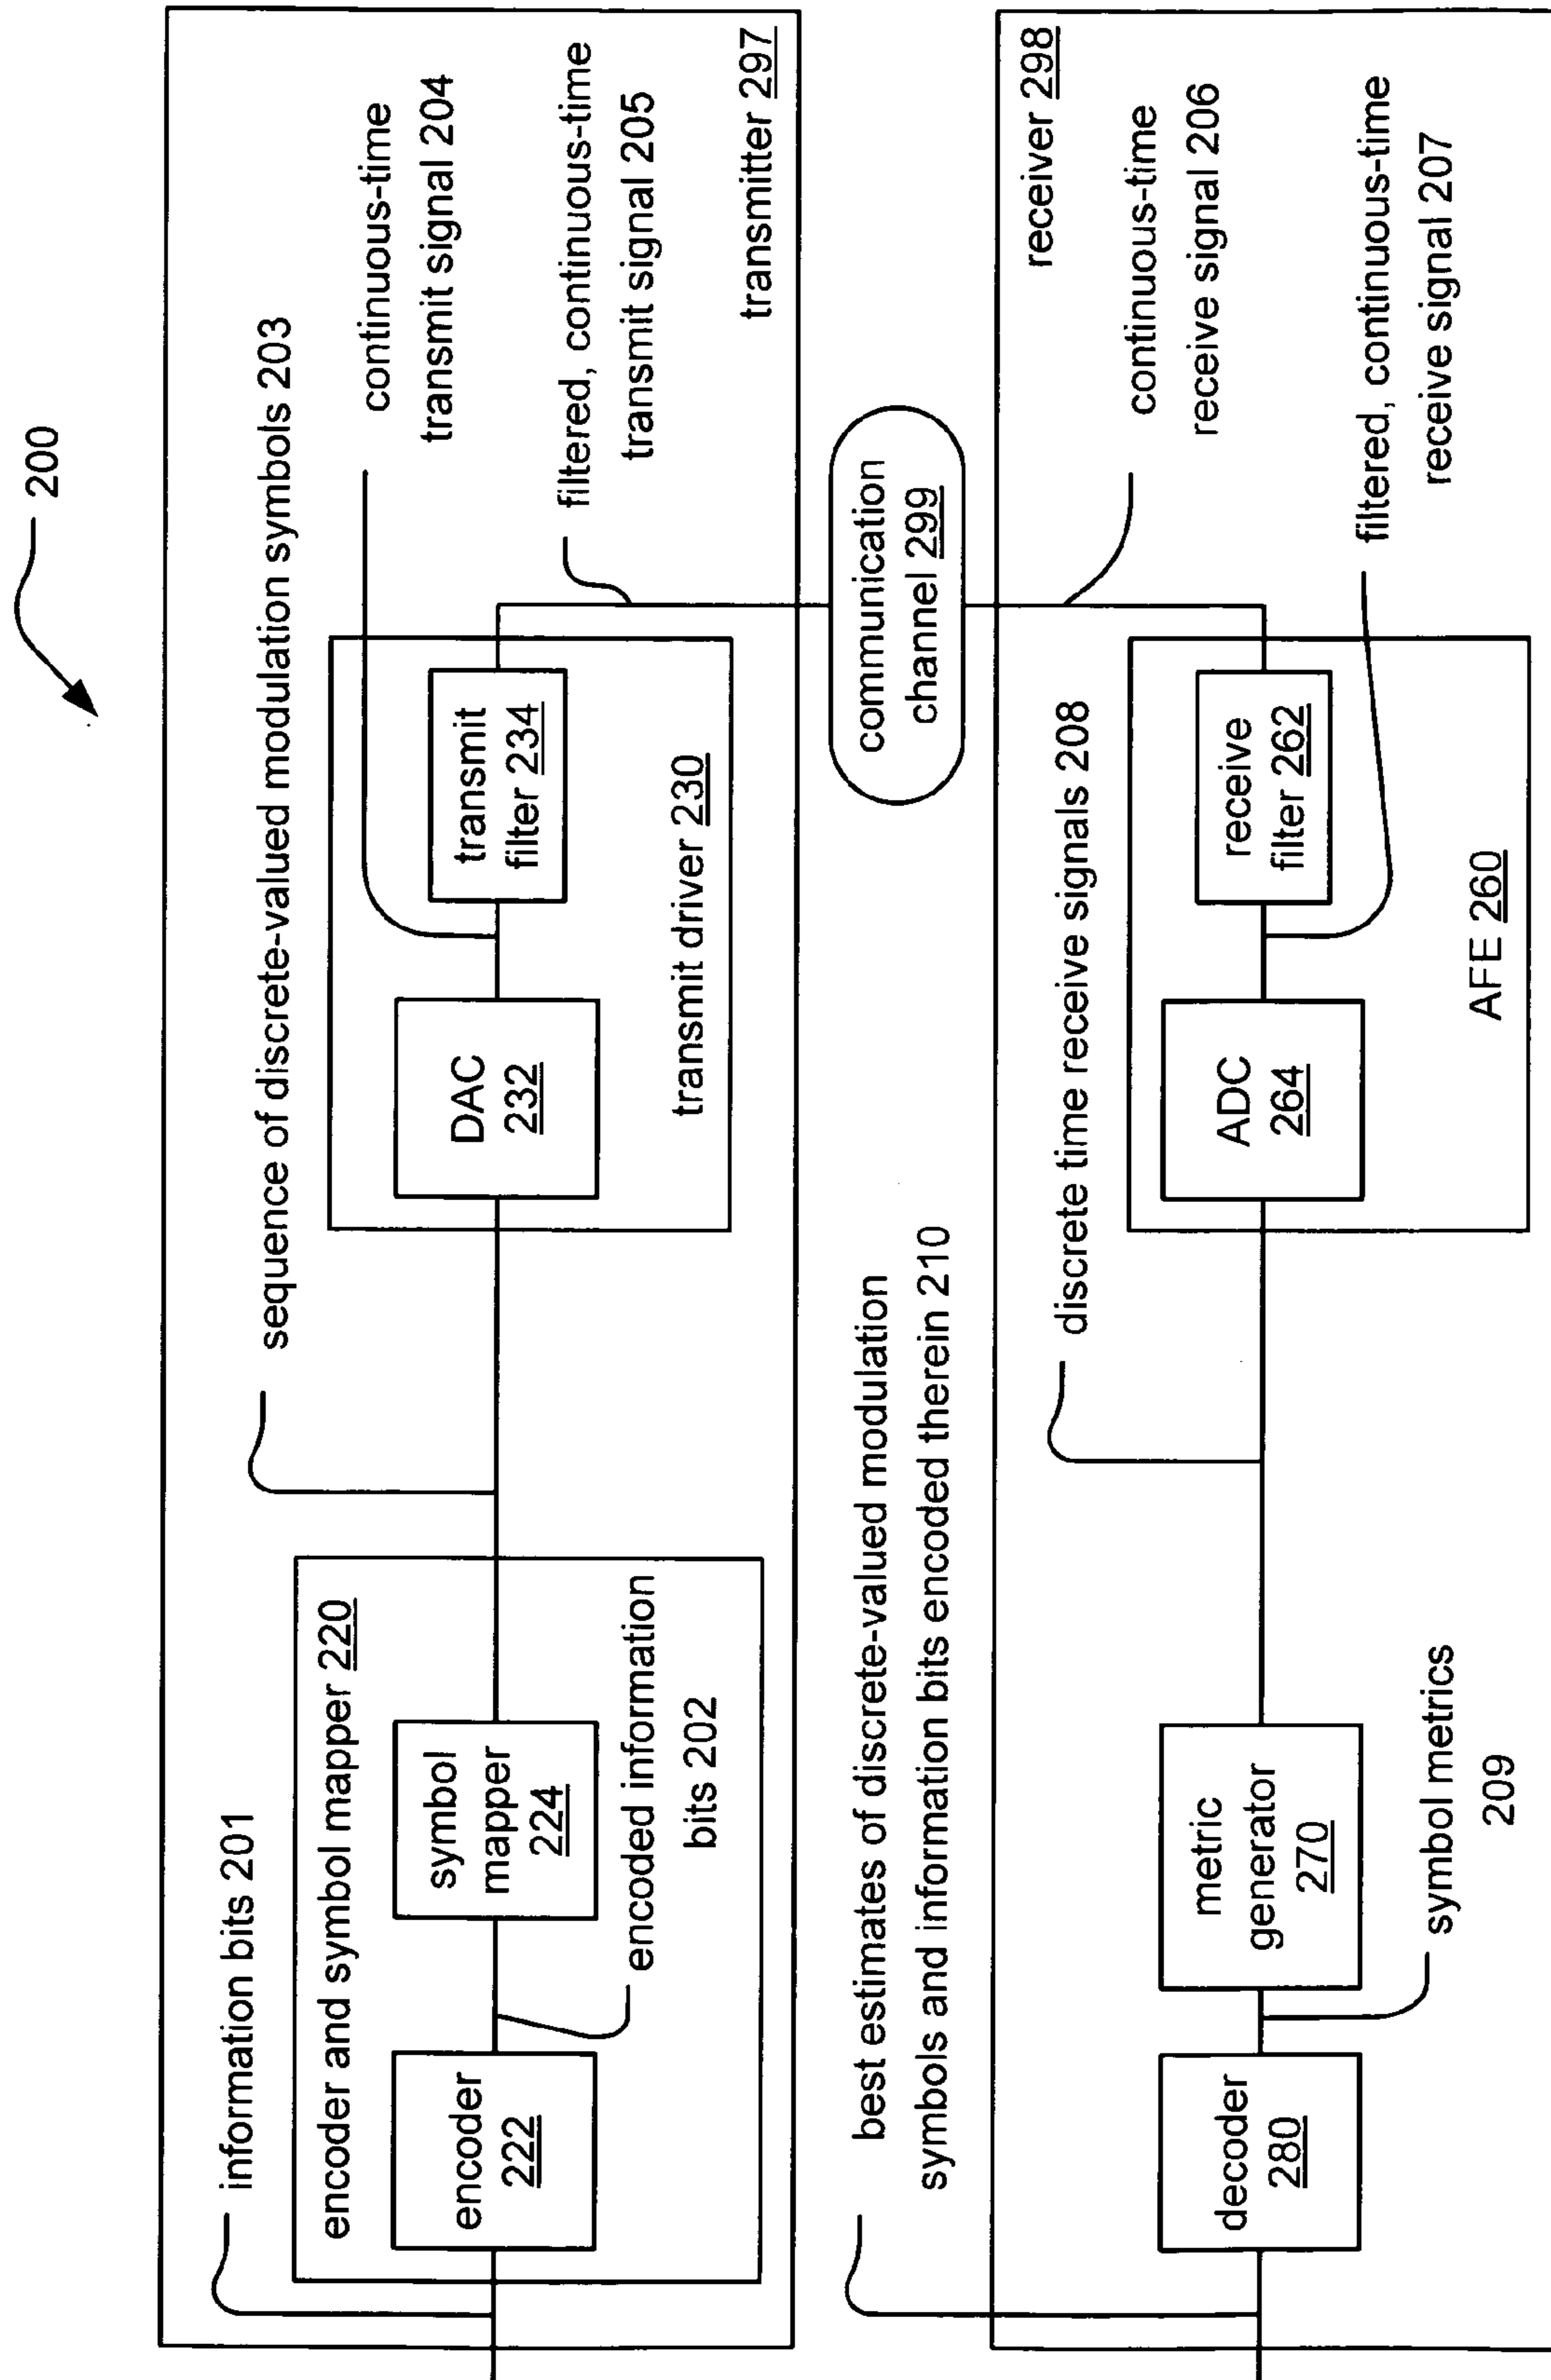 200
information bits 201
encoder and symbol mapper 220
encoder
222
symbol
mapper
224
encoded information
bits 202
sequence of discrete-valued modulation symbols 203
DAC
232
transmit
filter 234
transmit driver 230
continuous-time
transmit signal 204
filtered, continuous-time
transmit signal 205
transmitter 297
communication
channel 299
best estimates of discrete-valued modulation
symbols and information bits encoded therein 210
decoder
280
metric
generator
270
symbol metrics
209
discrete time receive signals 208
ADC
264
receive
filter 262
AFE 260
receiver 298
continuous-time
receive signal 206
filtered, continuous-time
receive signal 207